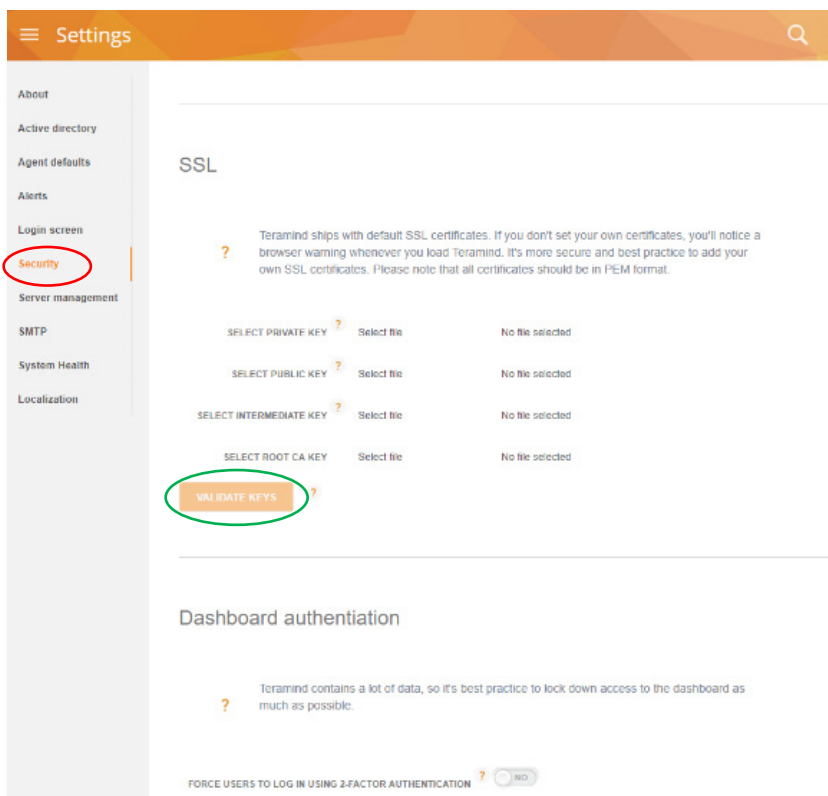 Settings
About
Active directory
Agent defaults
Alerts
Login screen
Security
Server management
SMTP
System Health
Localization
SSL
? Teramind ships with default SSL certificates. If you don't set your own certificates, you'll notice a
browser warning whenever you load Teramind. It's more secure and best practice to add your
own SSL certificates. Please note that all certificates should be in PEM format.
SELECT PRIVATE KEY ? Select file No file selected
SELECT PUBLIC KEY ? Select file No file selected
SELECT INTERMEDIATE KEY ? Select file No file selected
SELECT ROOT CA KEY Select file No file selected
VALIDATE KEYS ?
Dashboard authentiation
? Teramind contains a lot of data, so it's best practice to lock down access to the dashboard as
much as possible.
FORCE USERS TO LOG IN USING 2-FACTOR AUTHENTICATION ? NO